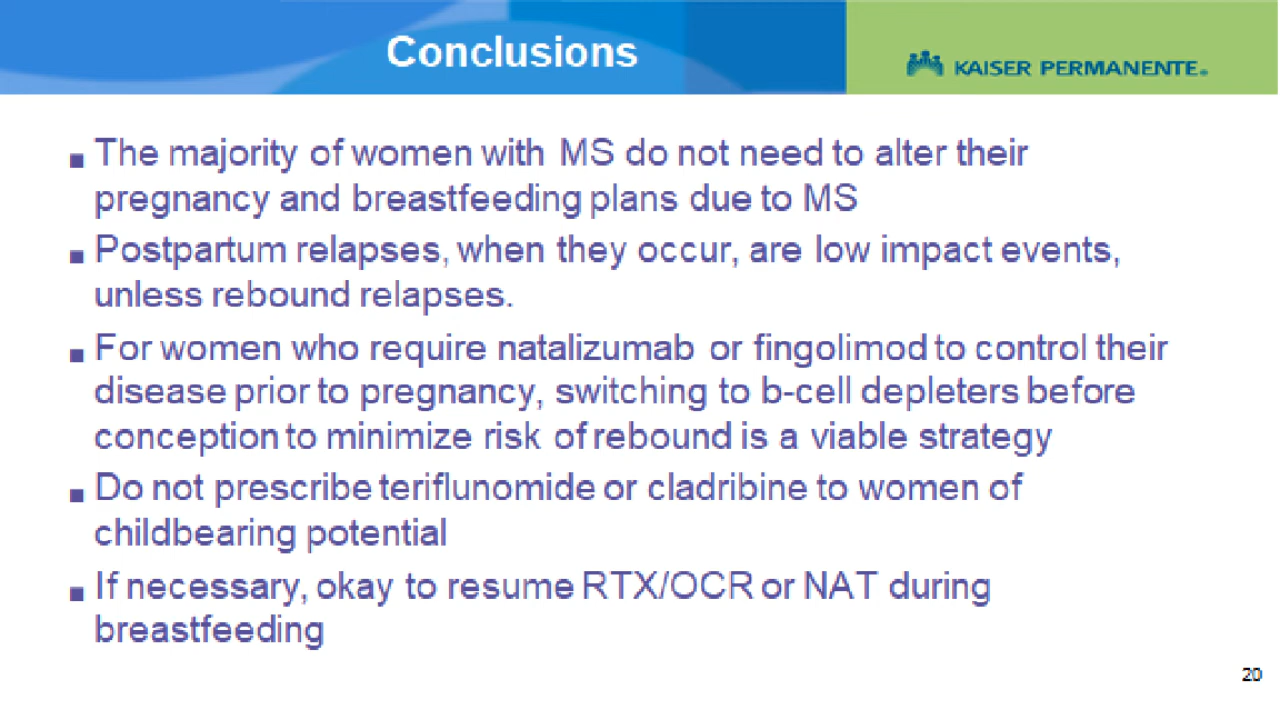 Conclusions
KAISER PERMANENTE®
■ The majority of women with MS do not need to alter their
pregnancy and breastfeeding plans due to MS
■ Postpartum relapses, when they occur, are low impact events,
unless rebound relapses.
■ For women who require natalizumab or fingolimod to control their
disease prior to pregnancy, switching to b-cell depleters before
conception to minimize risk of rebound is a viable strategy
■ Do not prescribe teriflunomide or cladribine to women of
childbearing potential
■ If necessary, okay to resume RTX/OCR or NAT during
breastfeeding
20